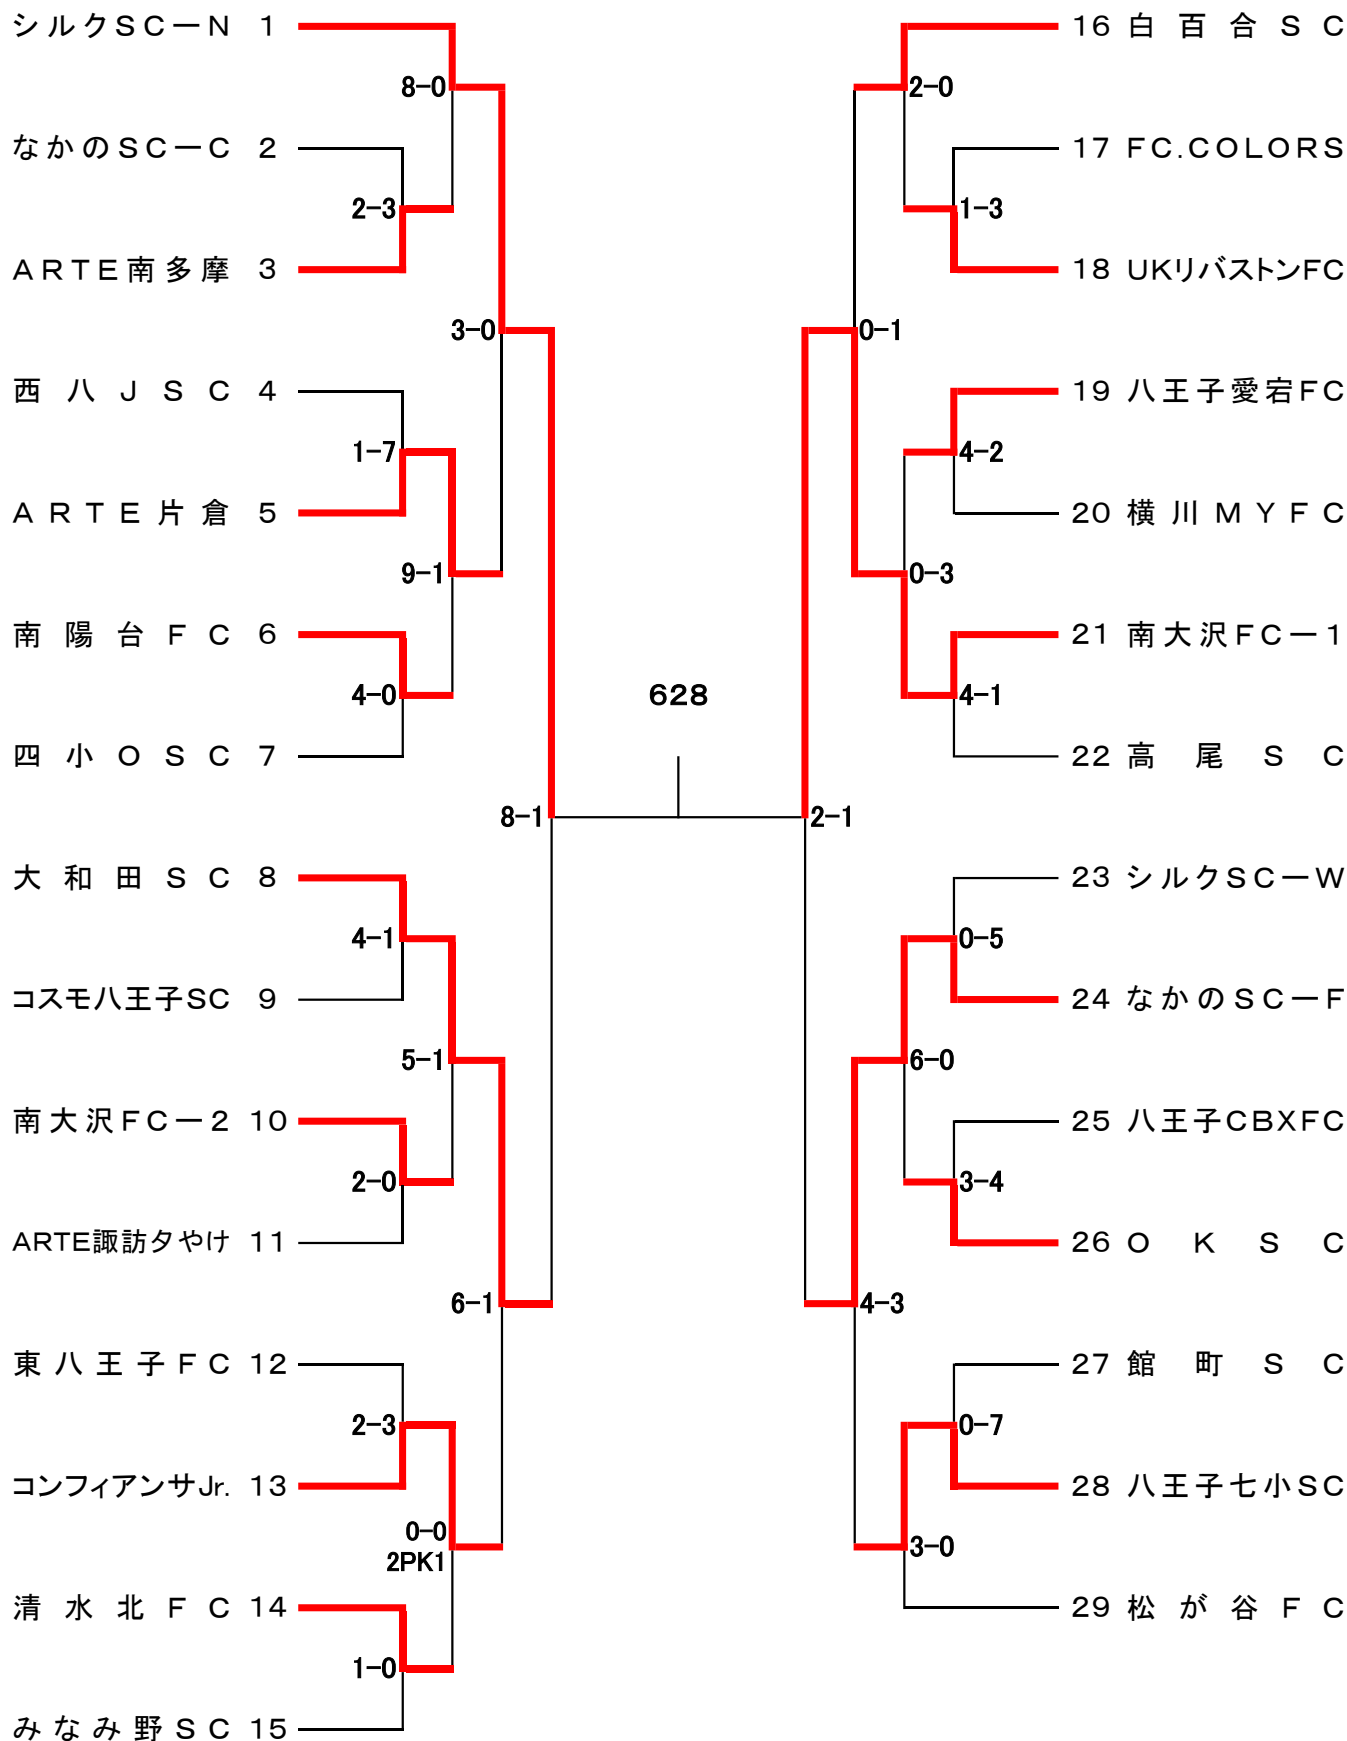 シルクSCーN 1
8-0
なかのSCーC 2
2-3
ARTE南多摩 3
3-0
西八JSC 4
1-7
ARTE片倉 5
9-1
南陽台FC 6
4-0
四小OSC 7
8-1
大和田SC 8
4-1
コスモ八王子SC 9
5-1
南大沢FCー2 10
2-0
ARTE諏訪夕やけ 11
6-1
東八王子FC 12
2-3
コンフィアンサJr. 13
0-0
2PK1
清水北FC 14
1-0
みなみ野SC 15
628
16 白百合SC
2-0
17 FC.COLORS
1-3
18 UKリバストンFC
0-1
19 八王子愛宕FC
4-2
20 横川MYFC
0-3
21 南大沢FCー1
4-1
22 高尾SC
2-1
23 シルクSCーW
0-5
24 なかのSCーF
6-0
25 八王子CBXFC
3-4
26 OKSC
4-3
27 館町SC
0-7
28 八王子七小SC
3-0
29 松が谷FC